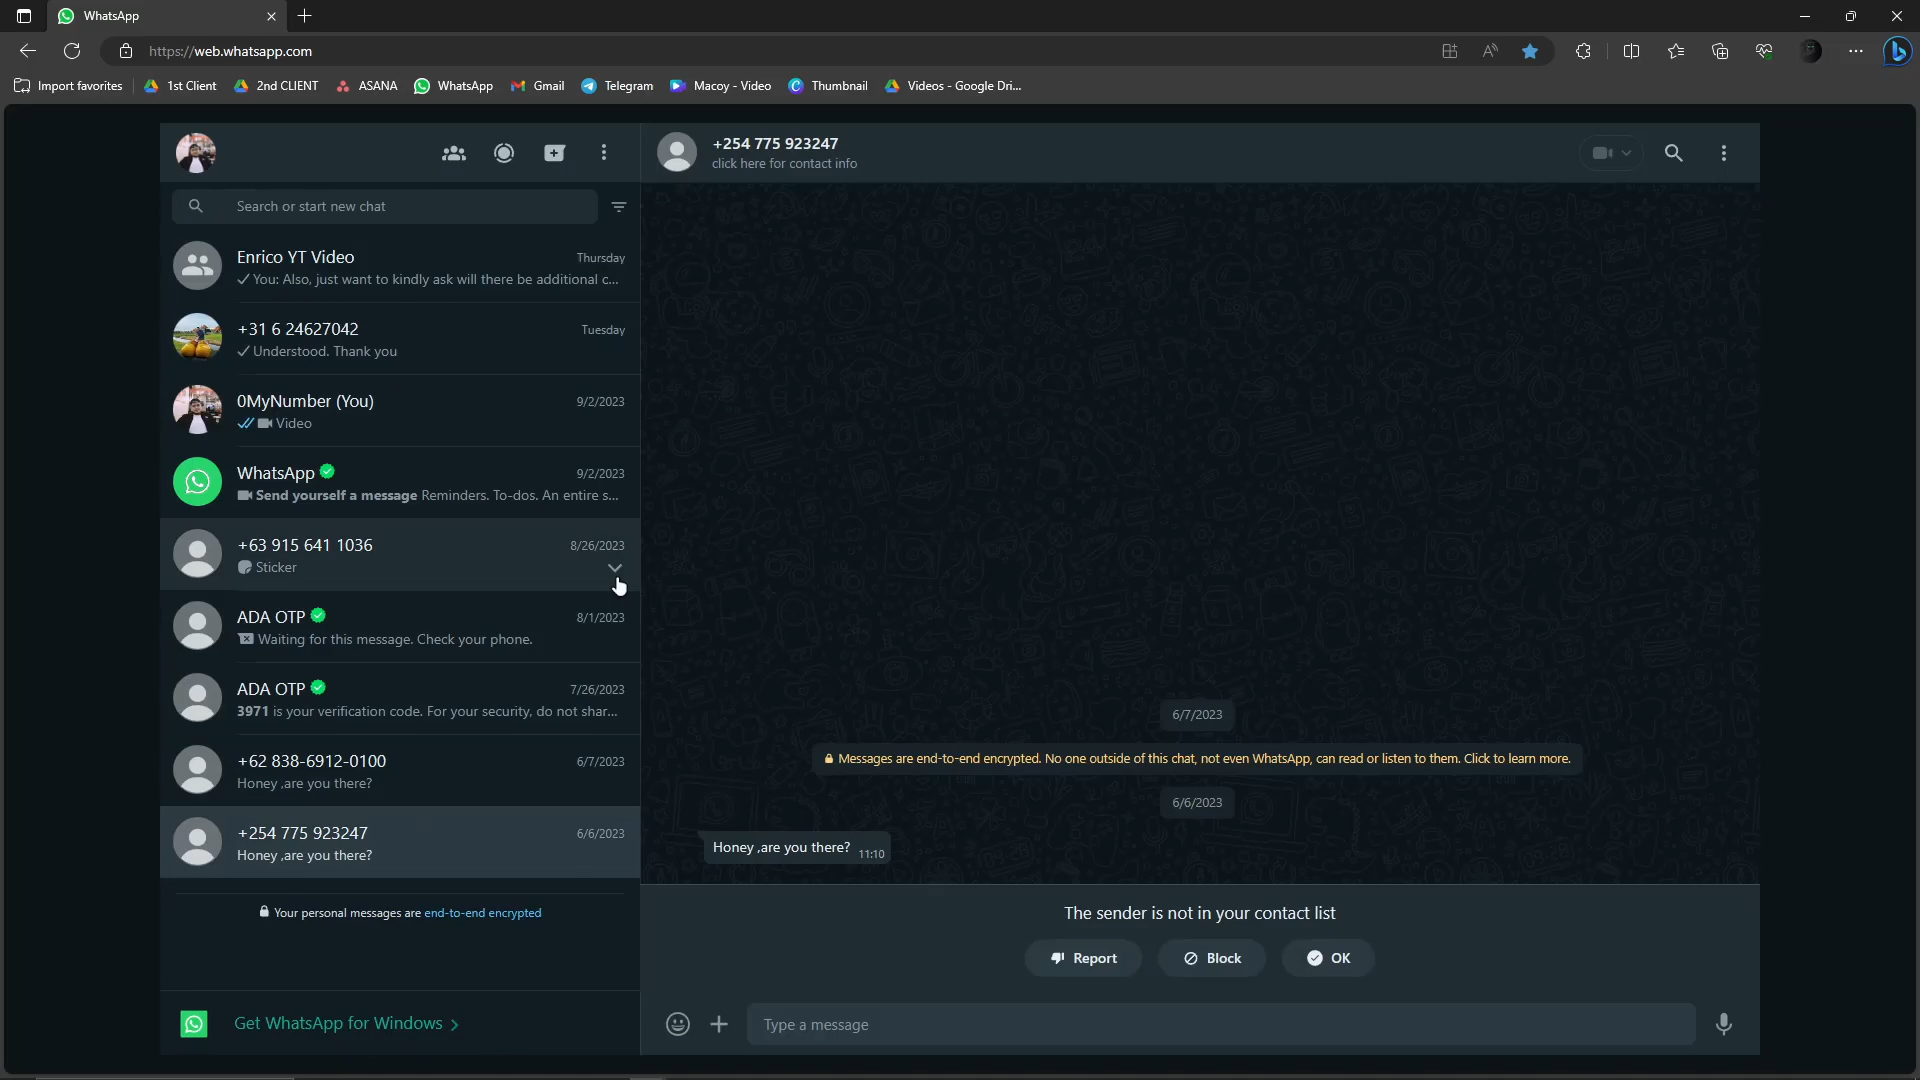 WhatsApp
https://web.whatsapp.com
Import favorites
1st Client
2nd CLIENT
ASANA
WhatsApp
Gmail
Telegram
Macoy - Video
Thumbnail
Videos - Google Dri...
+254 775 923247
click here for contact info
Search or start new chat
Enrico YT Video
Thursday
You: Also, just want to kindly ask will there be additional c...
+31 6 24627042
Tuesday
Understood. Thank you
0MyNumber (You)
9/2/2023
Video
WhatsApp
9/2/2023
Send yourself a message Reminders. To-dos. An entire s...
+63 915 641 1036
8/26/2023
Sticker
ADA OTP
8/1/2023
Waiting for this message. Check your phone.
ADA OTP
7/26/2023
3971 is your verification code. For your security, do not shar...
+62 838-6912-0100
6/7/2023
Honey ,are you there?
+254 775 923247
6/6/2023
Honey ,are you there?
Your personal messages are end-to-end encrypted
Get WhatsApp for Windows
6/7/2023
Messages are end-to-end encrypted. No one outside of this chat, not even WhatsApp, can read or listen to them. Click to learn more.
6/6/2023
Honey ,are you there? 11:10
The sender is not in your contact list
Report
Block
OK
Type a message